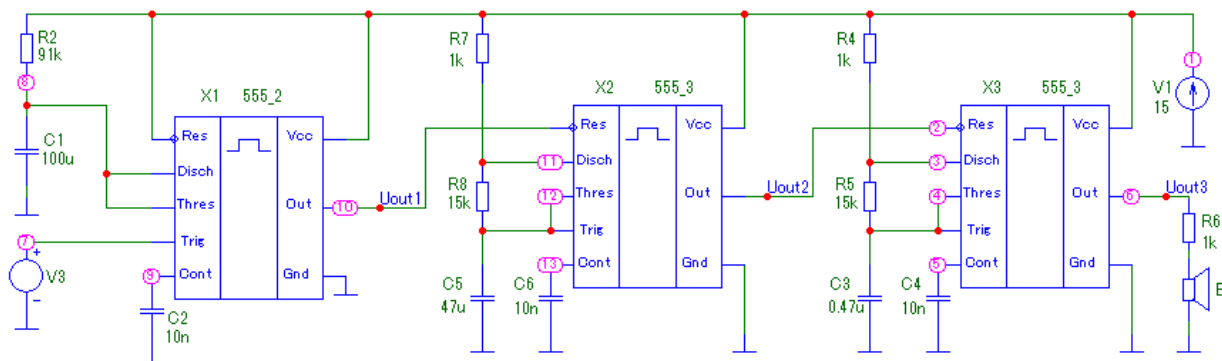 R2
91k
8
C1
100u
7
V3
X1 555_2
Res
Vcc
Disch
Thres
Out
Trig
Cont
Gnd
9
C2
10n
10
Uout1
R7
1k
11
R8
15k
12
13
C5
47u
C6
10n
X2 555_3
Res
Vcc
Disch
Thres
Out
Trig
Cont
Gnd
Uout2
R4
1k
2
3
R5
15k
4
5
C3
0.47u
C4
10n
X3 555_3
Res
Vcc
Disch
Thres
Out
Trig
Cont
Gnd
6
Uout3
1
V1
15
R6
1k